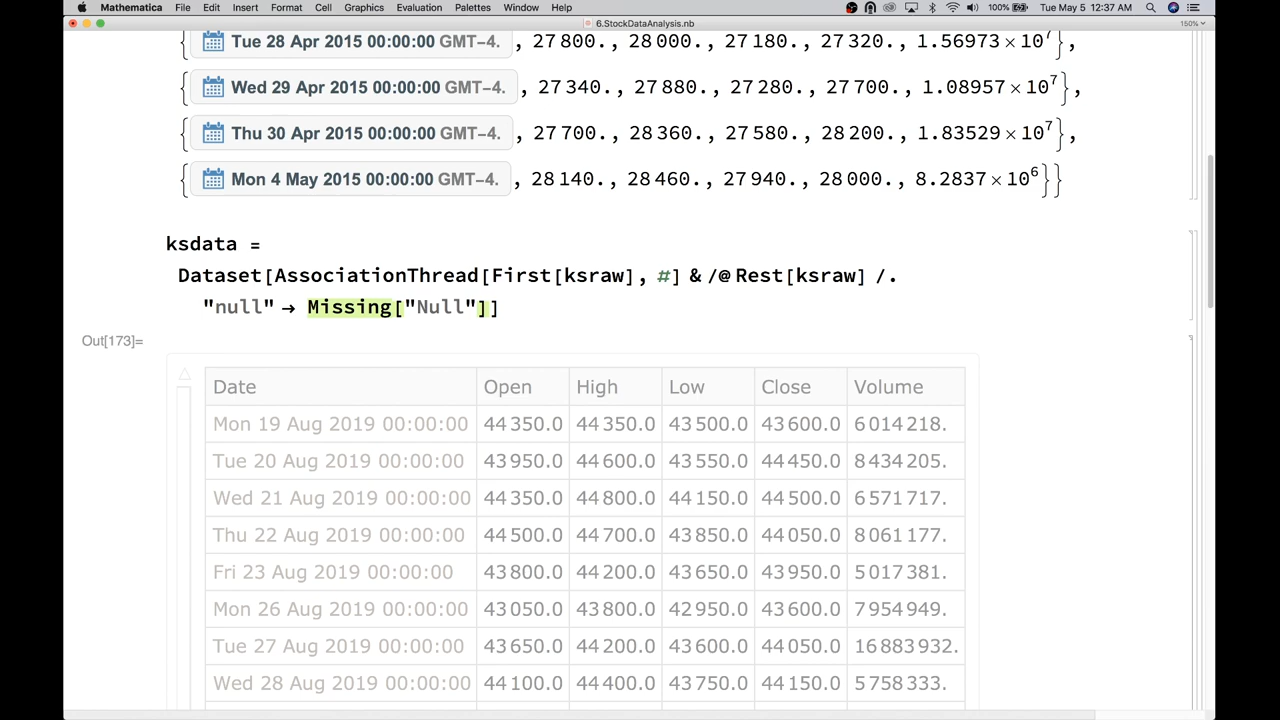 Mathematica File Edit Insert Format Cell Graphics Evaluation Palettes Window Help 100% Tue May 5 12:37 AM
6.StockDataAnalysis.nb 150%
{ Tue 28 Apr 2015 00:00:00 GMT-4. , 27 800., 28 000., 27 180., 27 320., 1.56973×10^7},
{ Wed 29 Apr 2015 00:00:00 GMT-4. , 27 340., 27 880., 27 280., 27 700., 1.08957×10^7},
{ Thu 30 Apr 2015 00:00:00 GMT-4. , 27 700., 28 360., 27 580., 28 200., 1.83529×10^7},
{ Mon 4 May 2015 00:00:00 GMT-4. , 28 140., 28 460., 27 940., 28 000., 8.2837×10^6}}
ksdata =
Dataset[AssociationThread[First[ksraw], #] & /@ Rest[ksraw] /.
"null" → Missing["Null"]]
Out[173]=
Date Open High Low Close Volume
Mon 19 Aug 2019 00:00:00 44 350.0 44 350.0 43 500.0 43 600.0 6 014 218.
Tue 20 Aug 2019 00:00:00 43 950.0 44 600.0 43 550.0 44 450.0 8 434 205.
Wed 21 Aug 2019 00:00:00 44 350.0 44 800.0 44 150.0 44 500.0 6 571 717.
Thu 22 Aug 2019 00:00:00 44 500.0 44 700.0 43 850.0 44 050.0 8 061 177.
Fri 23 Aug 2019 00:00:00 43 800.0 44 200.0 43 650.0 43 950.0 5 017 381.
Mon 26 Aug 2019 00:00:00 43 050.0 43 800.0 42 950.0 43 600.0 7 954 949.
Tue 27 Aug 2019 00:00:00 43 650.0 44 200.0 43 600.0 44 050.0 16 883 932.
Wed 28 Aug 2019 00:00:00 44 100.0 44 400.0 43 750.0 44 150.0 5 758 333.